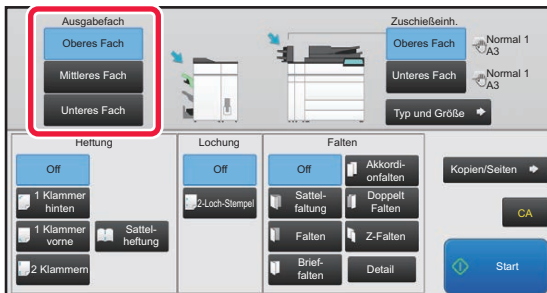 Ausgabefach
Oberes Fach
Mittleres Fach
Unteres Fach
Zuschießeinh.
Oberes Fach
Normal 1
A3
Unteres Fach
Normal 1
A3
Typ und Größe
Heftung
Off
1 Klammer
hinten
1 Klammer
vorne
Sattel-
heftung
2 Klammern
Lochung
Off
2-Loch-Stempel
Falten
Off
Akkordi-
onfalten
Sattel-
faltung
Doppelt
Falten
Falten
Z-Falten
Brief-
falten
Detail
Kopien/Seiten
CA
Start